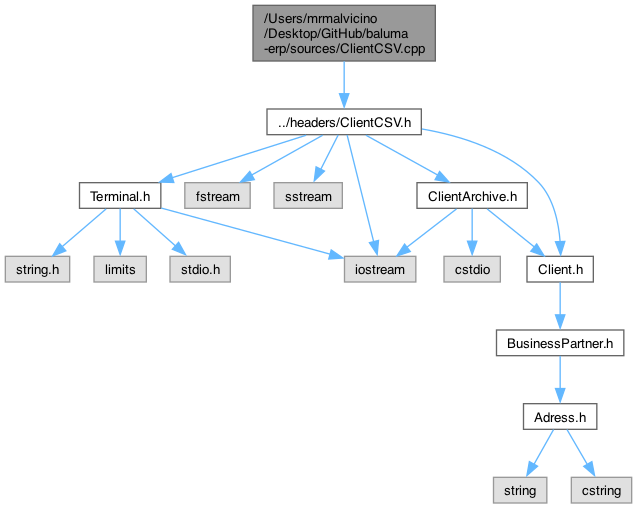 /Users/mrmalvicino
/Desktop/GitHub/baluma
-erp/sources/ClientCSV.cpp
../headers/ClientCSV.h
Terminal.h
fstream
sstream
ClientArchive.h
string.h
limits
stdio.h
iostream
cstdio
Client.h
BusinessPartner.h
Adress.h
string
cstring